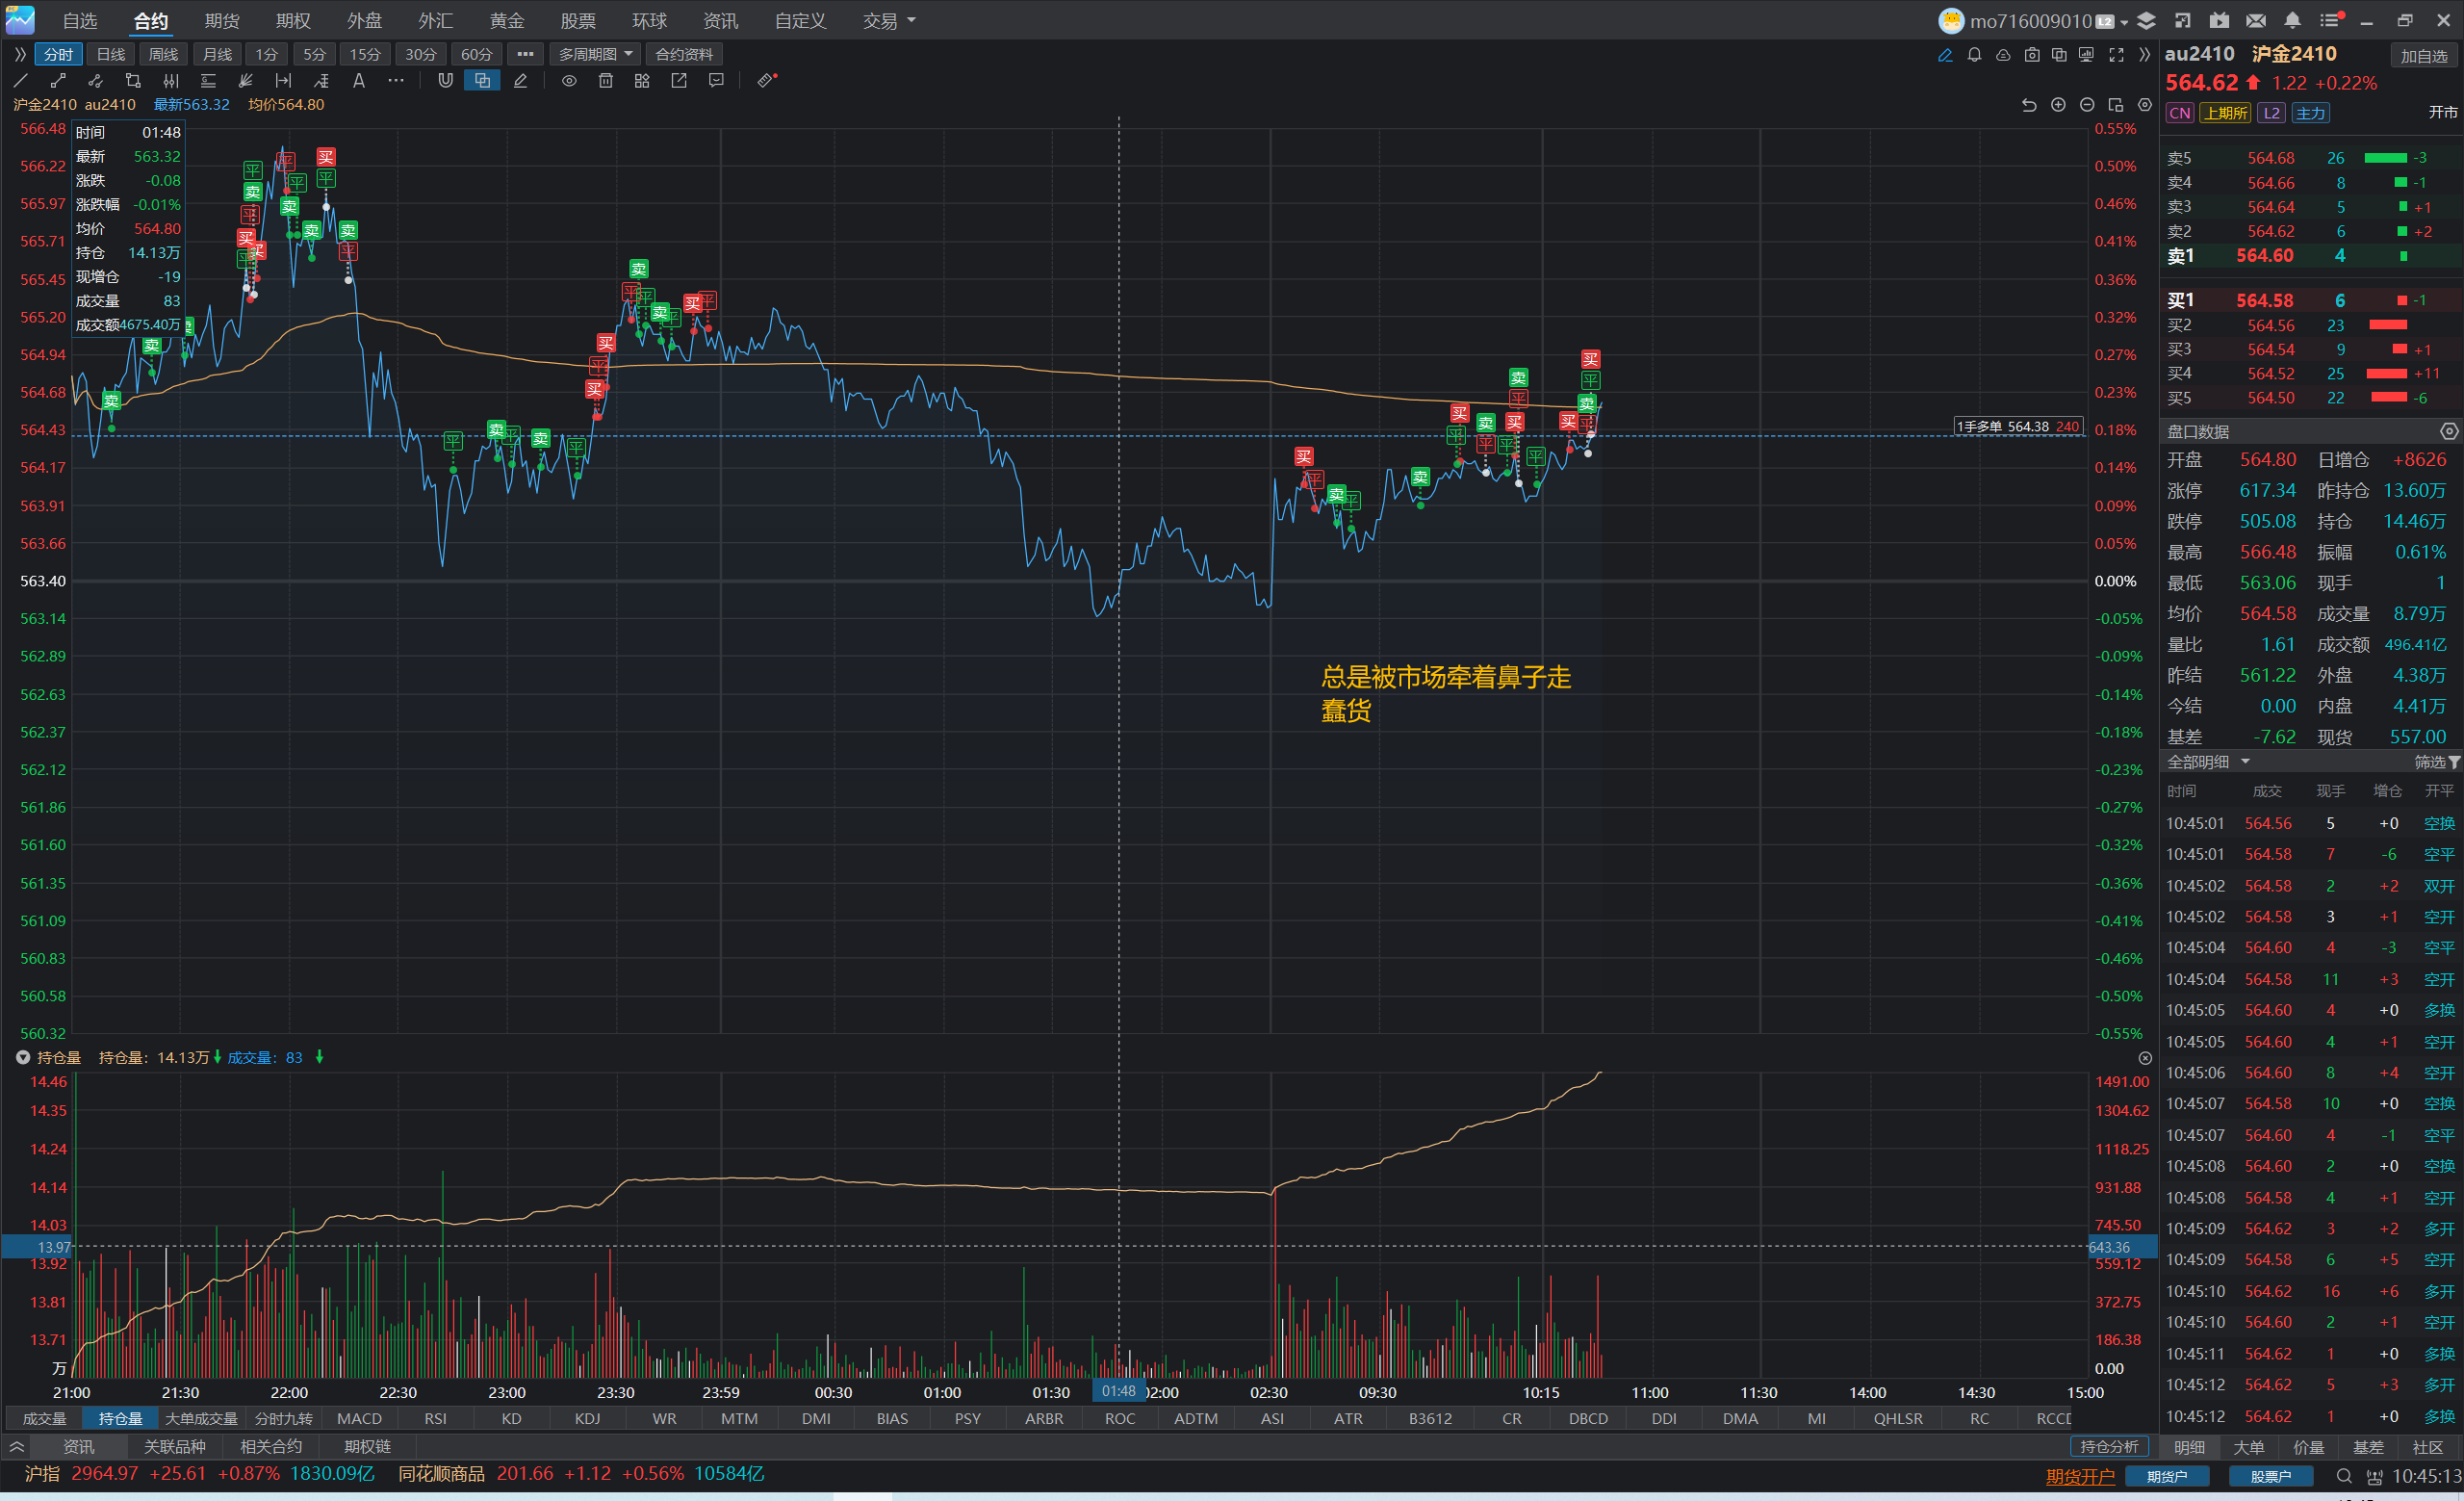 自选 合约 期货 期权 外盘 外汇 黄金 股票 环球 资讯 自定义 交易 mo716009010 L2
分时 日线 周线 月线 1分 5分 15分 30分 60分 ••• 多周期图 合约资料
沪金2410 au2410 最新563.32 均价564.80
时间 01:48
最新 563.32
涨跌 -0.08
涨跌幅 -0.01%
均价 564.80
持仓 14.13万
现增仓 -19
成交量 83
成交额4675.40万
566.48 0.55%
566.22 0.50%
565.97 0.46%
565.71 0.41%
565.45 0.36%
565.20 0.32%
564.94 0.27%
564.68 0.23%
564.43 0.18%
564.17 0.14%
563.91 0.09%
563.66 0.05%
563.40 0.00%
563.14 -0.05%
562.89 -0.09%
562.63 -0.14%
562.37 -0.18%
562.12 -0.23%
561.86 -0.27%
561.60 -0.32%
561.35 -0.36%
561.09 -0.41%
560.83 -0.46%
560.58 -0.50%
560.32 -0.55%
1手多单 564.38 240
总是被市场牵着鼻子走
蠢货
持仓量 持仓量：14.13万 成交量：83
14.46 1491.00
14.35 1304.62
14.24 1118.25
14.14 931.88
14.03 745.50
13.97 643.36
13.92 559.12
13.81 372.75
13.71 186.38
万 0.00
21:00 21:30 22:00 22:30 23:00 23:30 23:59 00:30 01:00 01:30 01:48 02:00 02:30 09:30 10:15 11:00 11:30 14:00 14:30 15:00
成交量 持仓量 大单成交量 分时九转 MACD RSI KD KDJ WR MTM DMI BIAS PSY ARBR ROC ADTM ASI ATR B3612 CR DBCD DDI DMA MI QHLSR RC RCCD
资讯 关联品种 相关合约 期权链 持仓分析
沪指 2964.97 +25.61 +0.87% 1830.09亿 同花顺商品 201.66 +1.12 +0.56% 10584亿
au2410 沪金2410 加自选
564.62 1.22 +0.22%
CN 上期所 L2 主力 开市
卖5 564.68 26 -3
卖4 564.66 8 -1
卖3 564.64 5 +1
卖2 564.62 6 +2
卖1 564.60 4
买1 564.58 6 -1
买2 564.56 23
买3 564.54 9 +1
买4 564.52 25 +11
买5 564.50 22 -6
盘口数据
开盘 564.80 日增仓 +8626
涨停 617.34 昨持仓 13.60万
跌停 505.08 持仓 14.46万
最高 566.48 振幅 0.61%
最低 563.06 现手 1
均价 564.58 成交量 8.79万
量比 1.61 成交额 496.41亿
昨结 561.22 外盘 4.38万
今结 0.00 内盘 4.41万
基差 -7.62 现货 557.00
全部明细 筛选
时间 成交 现手 增仓 开平
10:45:01 564.56 5 +0 空换
10:45:01 564.58 7 -6 空平
10:45:02 564.58 2 +2 双开
10:45:02 564.58 3 +1 空开
10:45:04 564.60 4 -3 空平
10:45:04 564.58 11 +3 空开
10:45:05 564.60 4 +0 多换
10:45:05 564.60 4 +1 空开
10:45:06 564.60 8 +4 空开
10:45:07 564.58 10 +0 空换
10:45:07 564.60 4 -1 空平
10:45:08 564.60 2 +0 空换
10:45:08 564.58 4 +1 空开
10:45:09 564.62 3 +2 多开
10:45:09 564.58 6 +5 空开
10:45:10 564.62 16 +6 多开
10:45:10 564.60 2 +1 空开
10:45:11 564.62 1 +0 多换
10:45:12 564.62 5 +3 多开
10:45:12 564.62 1 +0 多换
明细 大单 价量 基差 社区
期货开户 期货户 股票户 10:45:13